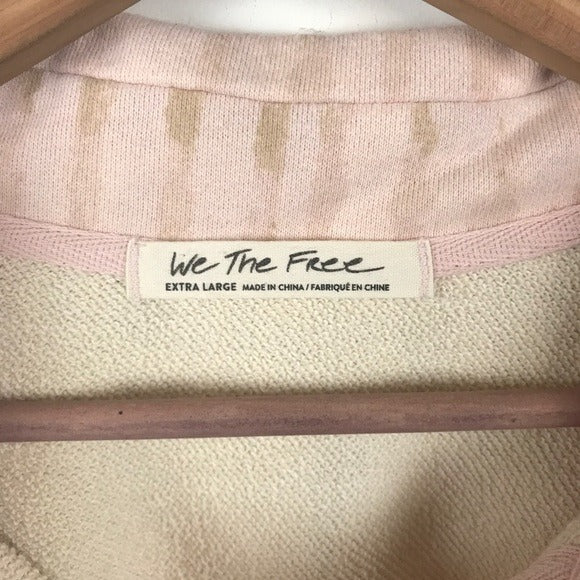 We The Free
EXTRA LARGE MADE IN CHINA / FABRIQUÉ EN CHINE